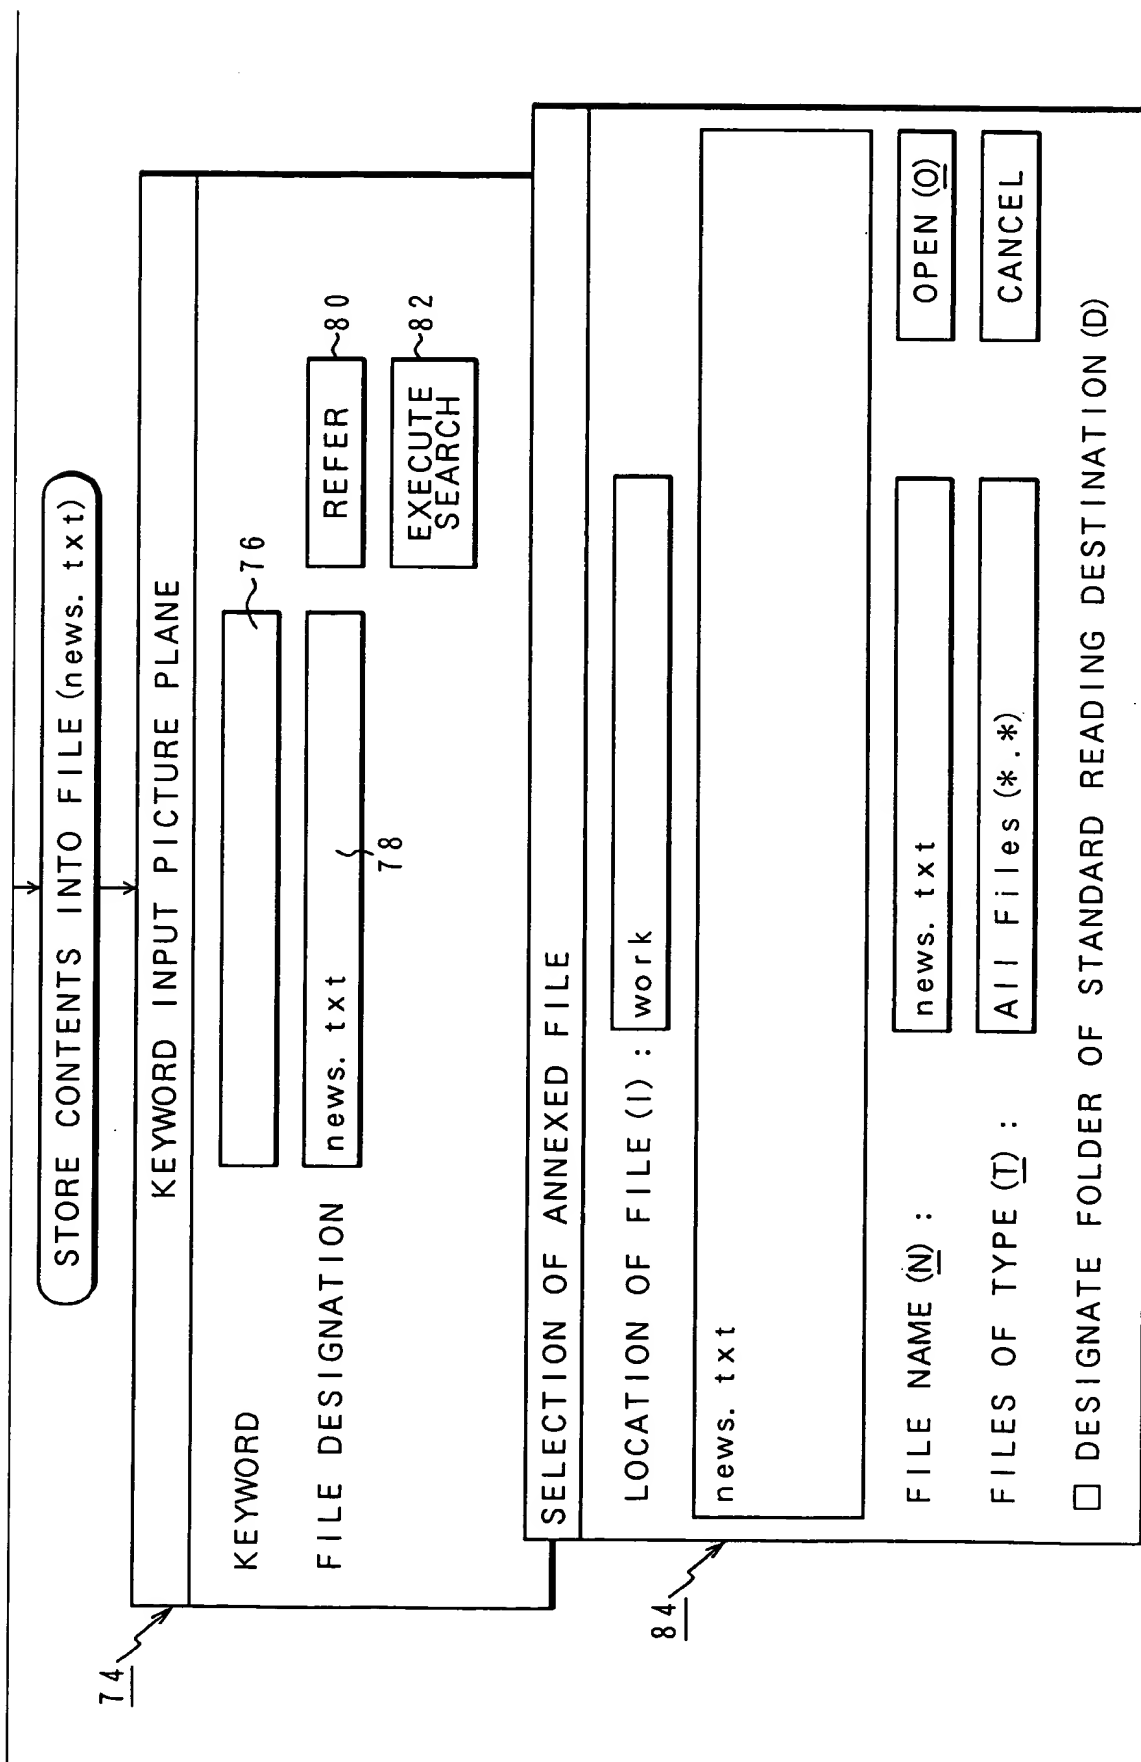 STORE CONTENTS INTO FILE (news. txt)
KEYWORD INPUT PICTURE PLANE
74
KEYWORD
76
FILE DESIGNATION
news. txt
78
REFER
80
EXECUTE
SEARCH
82
SELECTION OF ANNEXED FILE
84
LOCATION OF FILE (I) :
work
news. txt
FILE NAME (N) :
news. txt
OPEN (O)
FILES OF TYPE (T) :
All Files (*.*)
CANCEL
□ DESIGNATE FOLDER OF STANDARD READING DESTINATION (D)